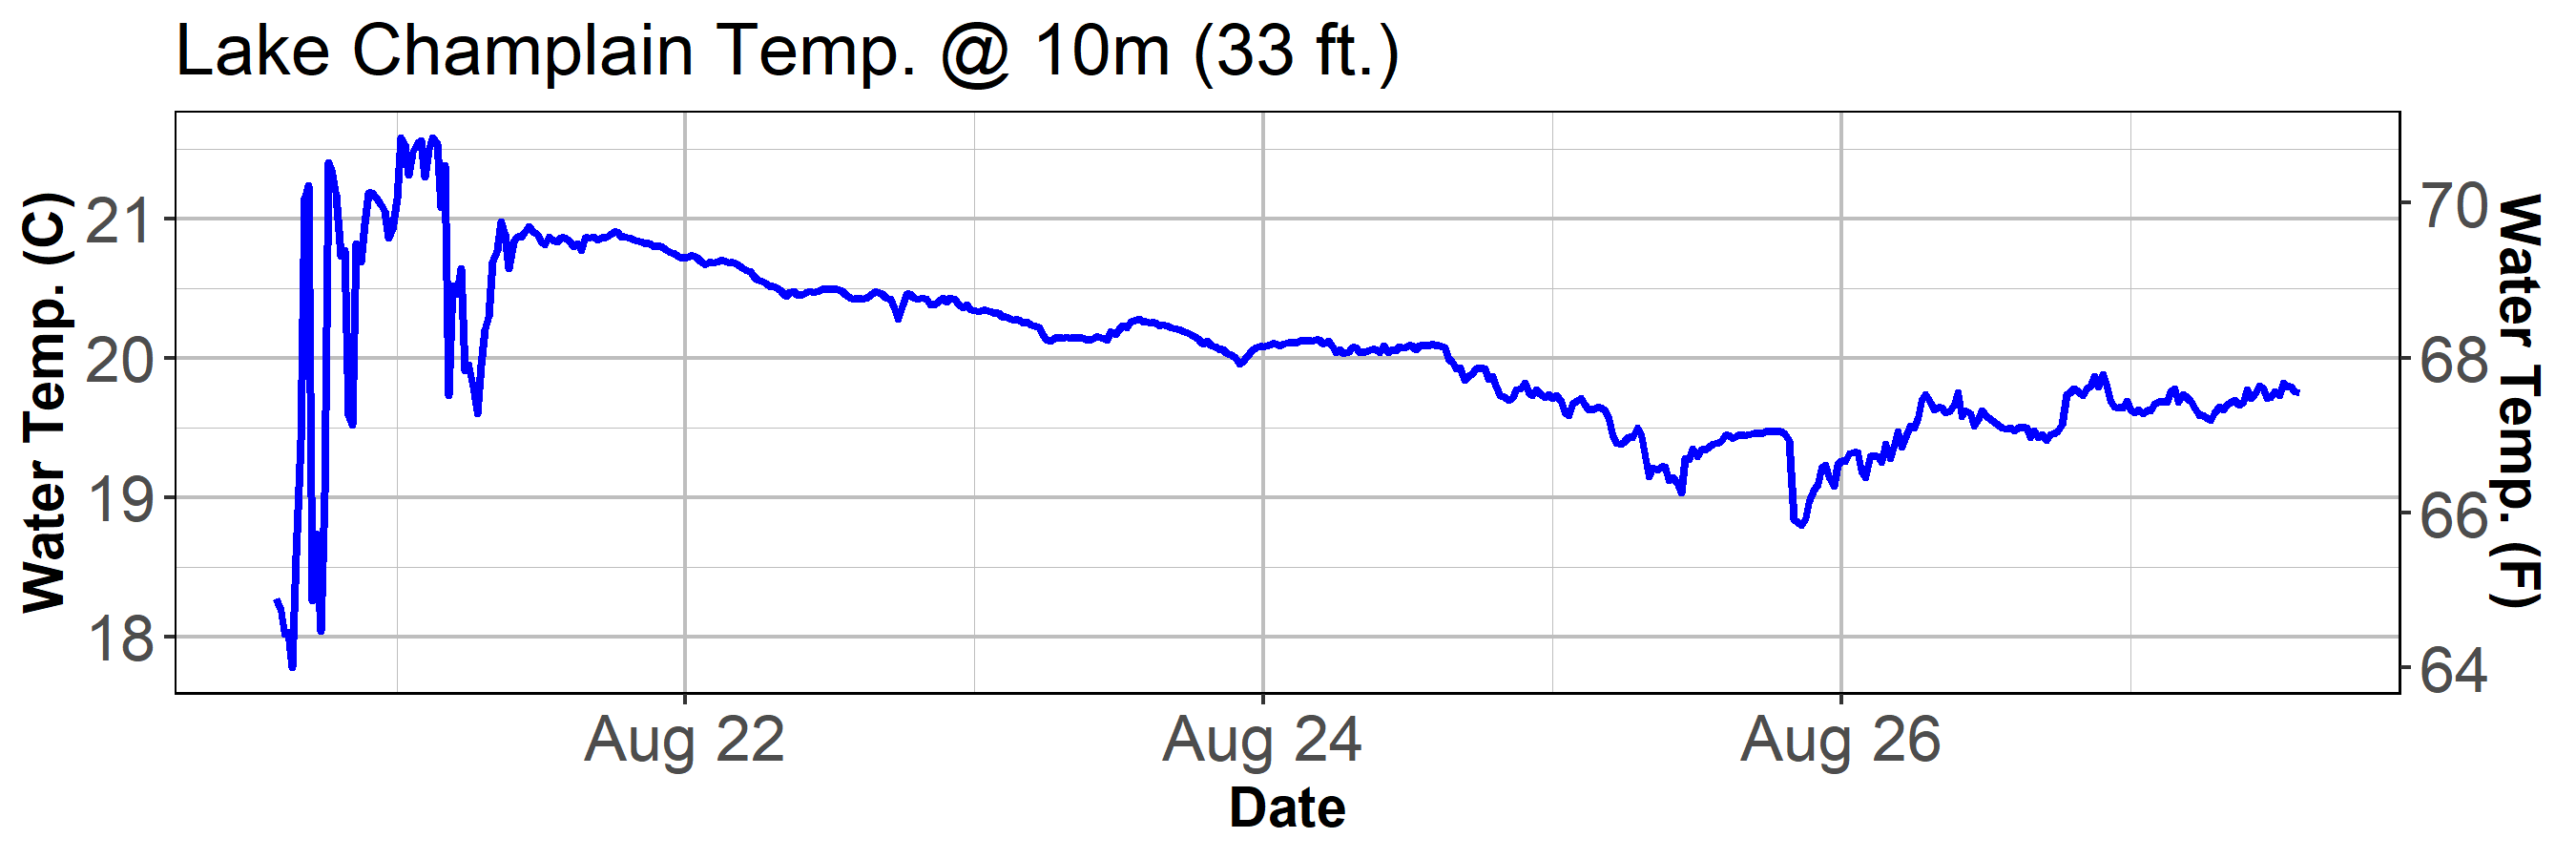 Lake Champlain Temp. @ 10m (33 ft.)
Water Temp. (C)
21
20
19
18
70
68
66
64
Water Temp. (F)
Aug 22
Aug 24
Aug 26
Date